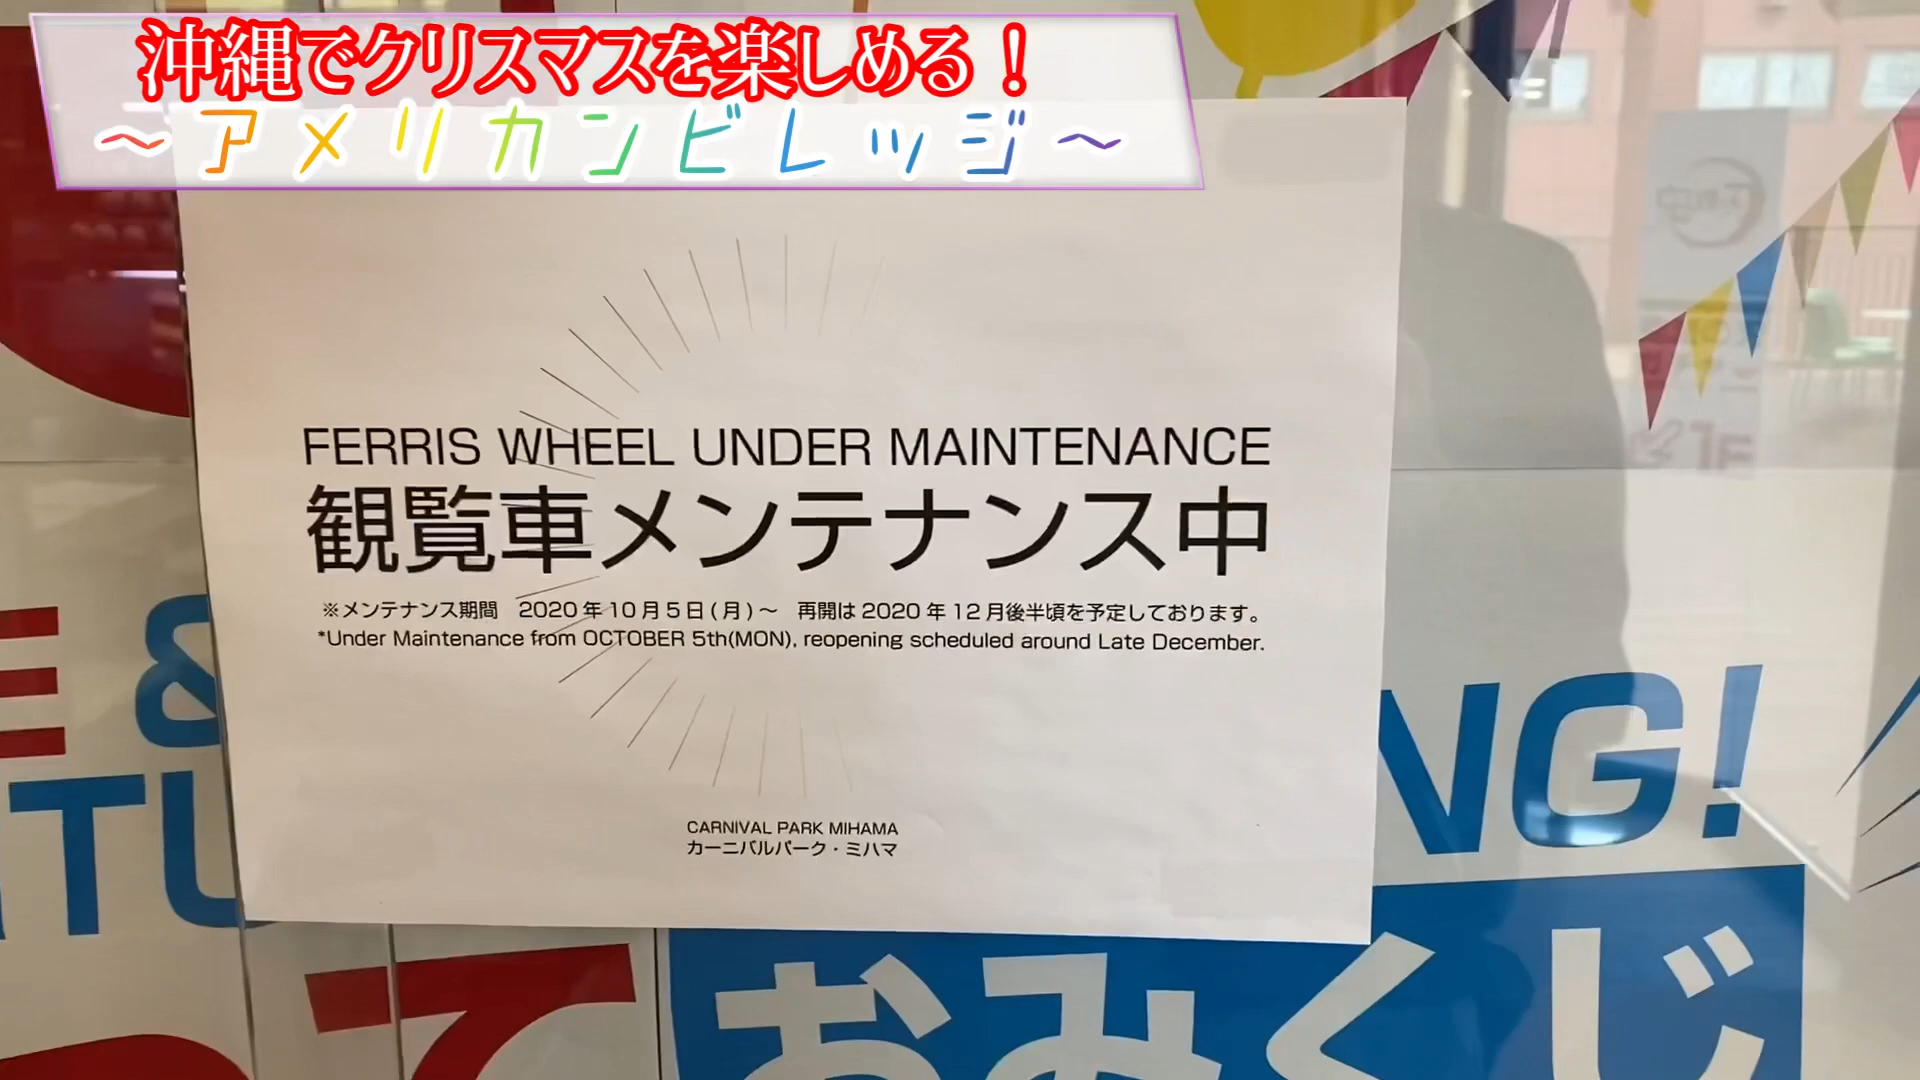 沖縄でクリスマスを楽しめる！
～アメリカンビレッジ～
FERRIS WHEEL UNDER MAINTENANCE
観覧車メンテナンス中
※メンテナンス期間　2020年10月5日(月)～　再開は2020年12月後半頃を予定しております。
*Under Maintenance from OCTOBER 5th(MON), reopening scheduled around Late December.
CARNIVAL PARK MIHAMA
カーニバルパーク・ミハマ
&
NG!
おみくじ